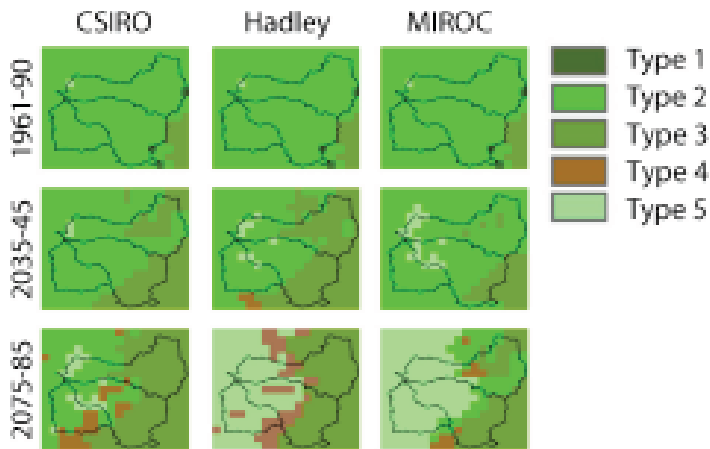 CSIRO Hadley MIROC
1961-90
2035-45
2075-85
Type 1
Type 2
Type 3
Type 4
Type 5